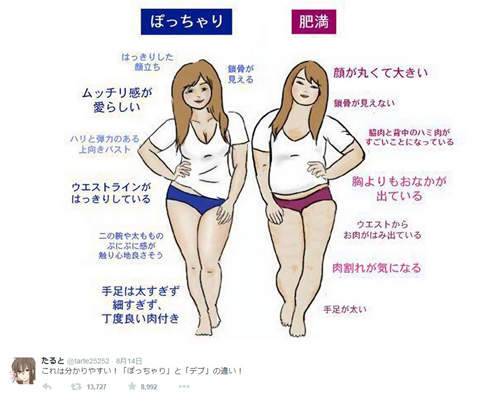 ぽっちゃり
肥満
はっきりした
顔立ち
ムッチリ感が
愛らしい
ハリと弾力のある
上向きバスト
ウエストラインが
はっきりしている
二の腕や太ももの
ぷにぷに感が
触り心地良さそう
手足は太すぎず
細すぎず、
丁度良い肉付き
鎖骨が
見える
顔が丸くて大きい
鎖骨が見えない
脇肉と背中のハミ肉が
すごいことになっている
胸よりもおなかが
出ている
ウエストから
お肉がはみ出ている
肉割れが気になる
手足が太い
たると @tarte25252 · 8月14日
これは分かりやすい！「ぽっちゃり」と「デブ」の違い！
13,727 8,992